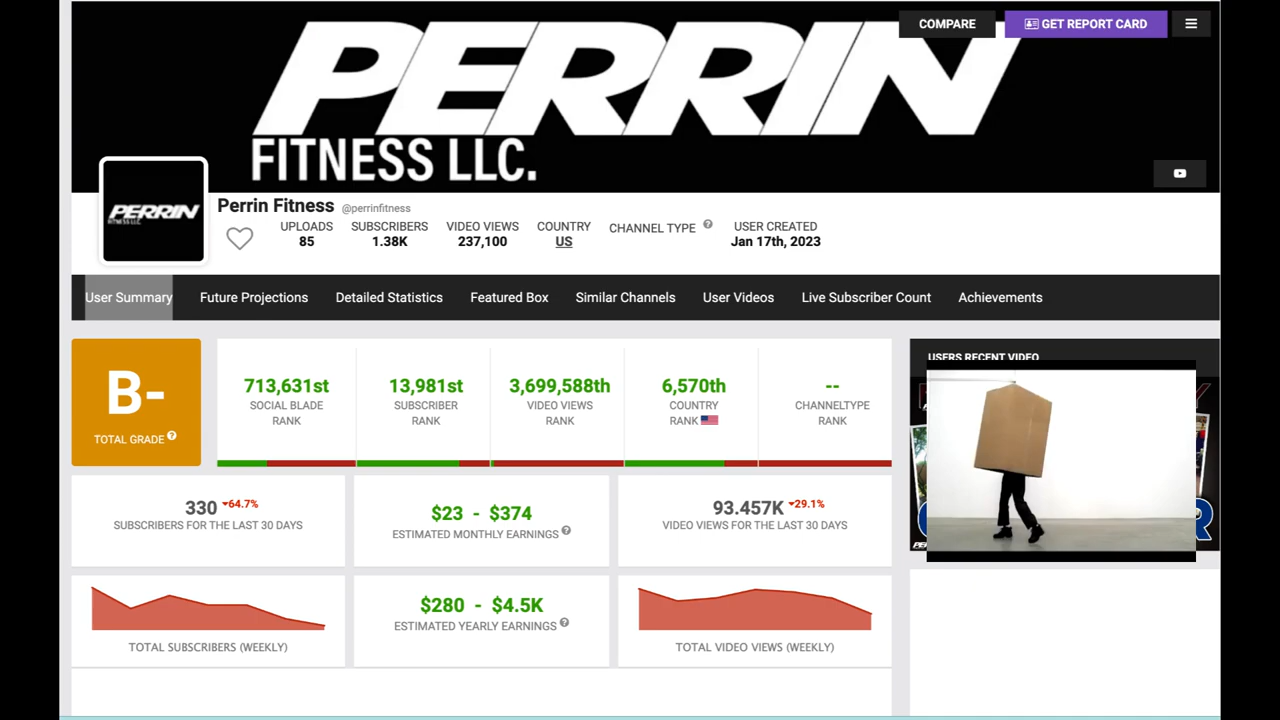 PERRIN
FITNESS LLC.
COMPARE
GET REPORT CARD
PERRIN
FITNESS LLC.
Perrin Fitness @perrinfitness
UPLOADS SUBSCRIBERS VIDEO VIEWS COUNTRY CHANNEL TYPE ? USER CREATED
85 1.38K 237,100 US Jan 17th, 2023
User Summary Future Projections Detailed Statistics Featured Box Similar Channels User Videos Live Subscriber Count Achievements
B-
TOTAL GRADE ?
713,631st 13,981st 3,699,588th 6,570th --
SOCIAL BLADE SUBSCRIBER VIDEO VIEWS COUNTRY CHANNELTYPE
RANK RANK RANK RANK RANK
USERS RECENT VIDEO
330 -64.7%
SUBSCRIBERS FOR THE LAST 30 DAYS
$23 - $374
ESTIMATED MONTHLY EARNINGS ?
93.457K -29.1%
VIDEO VIEWS FOR THE LAST 30 DAYS
TOTAL SUBSCRIBERS (WEEKLY)
$280 - $4.5K
ESTIMATED YEARLY EARNINGS ?
TOTAL VIDEO VIEWS (WEEKLY)